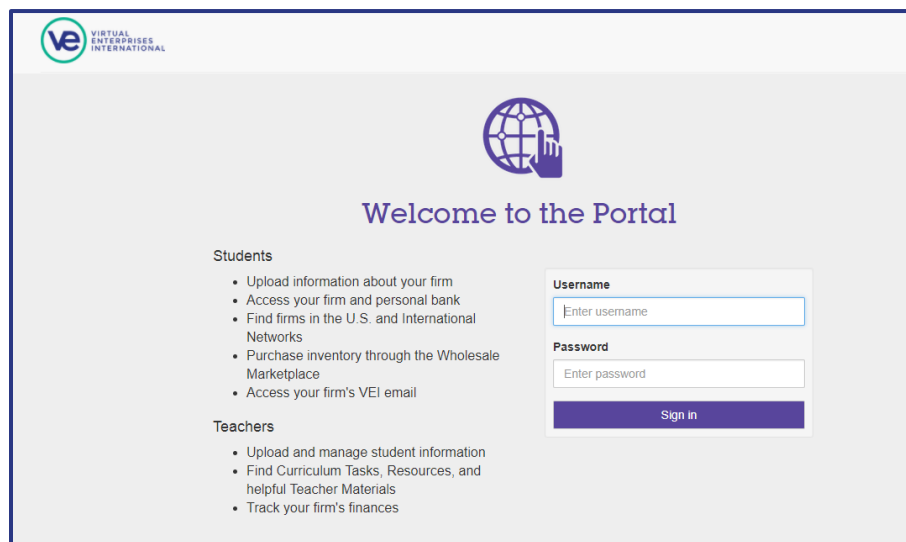 ve VIRTUAL
ENTERPRISES
INTERNATIONAL
Welcome to the Portal
Students
• Upload information about your firm
• Access your firm and personal bank
• Find firms in the U.S. and International
Networks
• Purchase inventory through the Wholesale
Marketplace
• Access your firm's VEI email
Teachers
• Upload and manage student information
• Find Curriculum Tasks, Resources, and
helpful Teacher Materials
• Track your firm's finances
Username
Enter username
Password
Enter password
Sign in